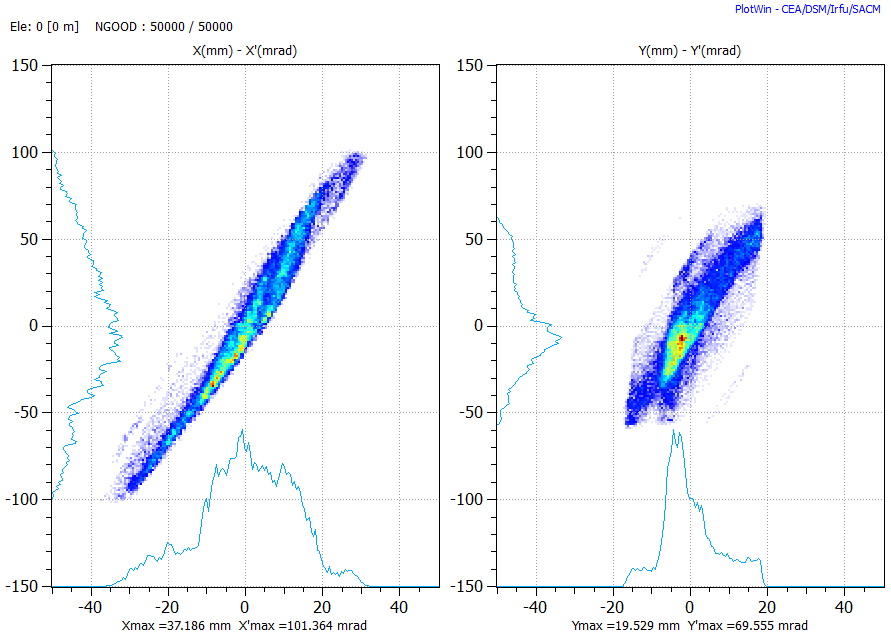 PlotWin - CEA/DSM/Irfu/SACM
Ele: 0 [0 m] NGOOD : 50000 / 50000
X(mm) - X'(mrad)
Y(mm) - Y'(mrad)
150
100
50
0
-50
-100
-150
-40 -20 0 20 40
Xmax =37.186 mm X'max =101.364 mrad
150
100
50
0
-50
-100
-150
-40 -20 0 20 40
Ymax =19.529 mm Y'max =69.555 mrad